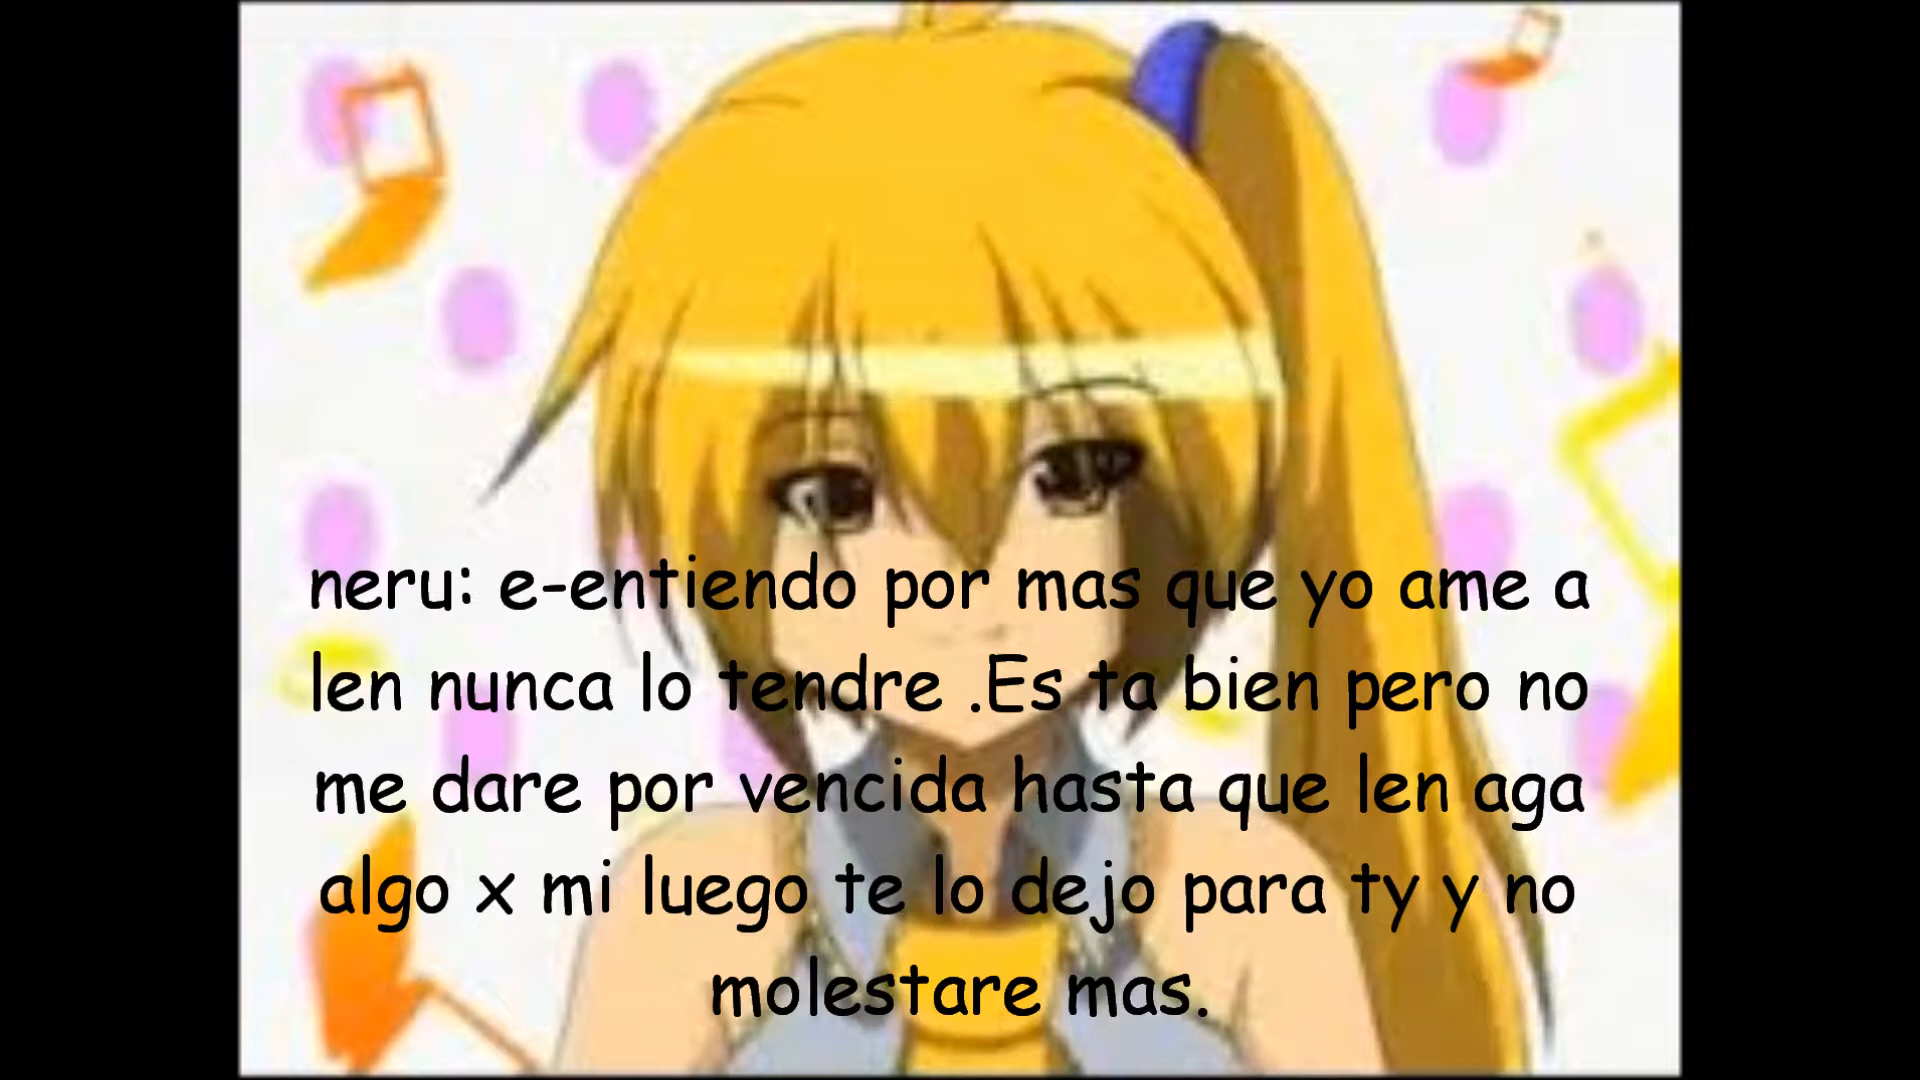 neru: e-entiendo por mas que yo ame a
len nunca lo tendre .Es ta bien pero no
me dare por vencida hasta que len aga
algo x mi luego te lo dejo para ty y no
molestare mas.